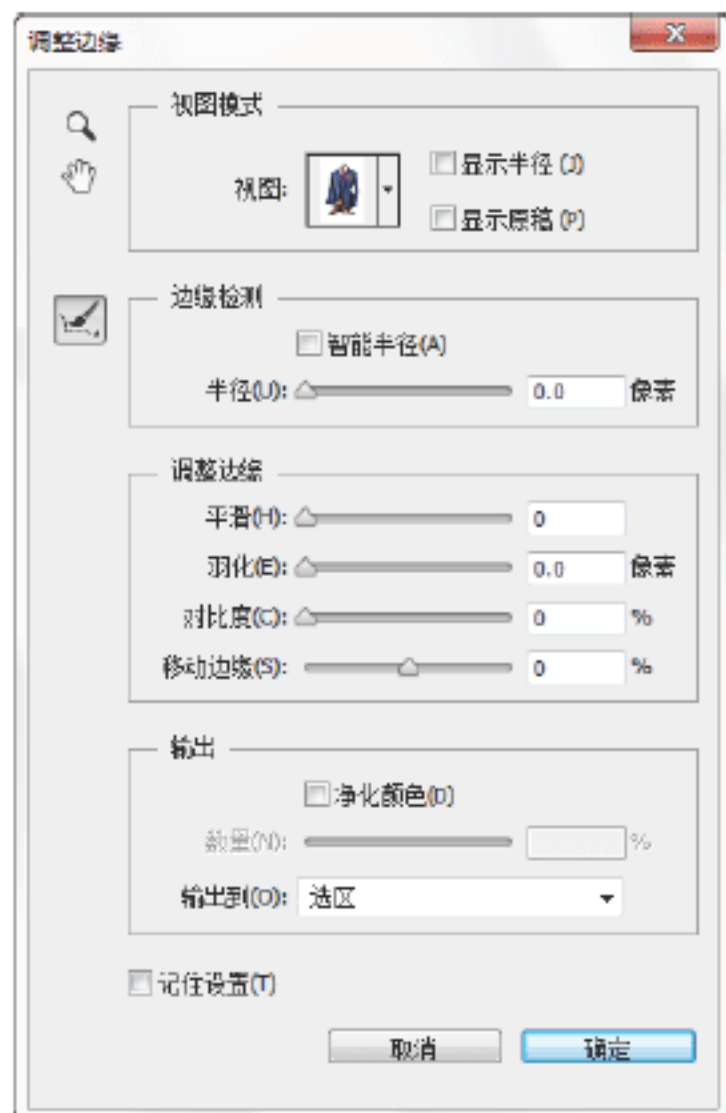 调整边缘
视图模式
视图:
显示半径 (J)
显示原稿 (P)
边缘检测
智能半径(A)
半径(U): 0.0 像素
调整边缘
平滑(H): 0
羽化(E): 0.0 像素
对比度(C): 0 %
移动边缘(S): 0 %
输出
净化颜色(D)
数量(N): %
输出到(O): 选区
记住设置(T)
取消 确定